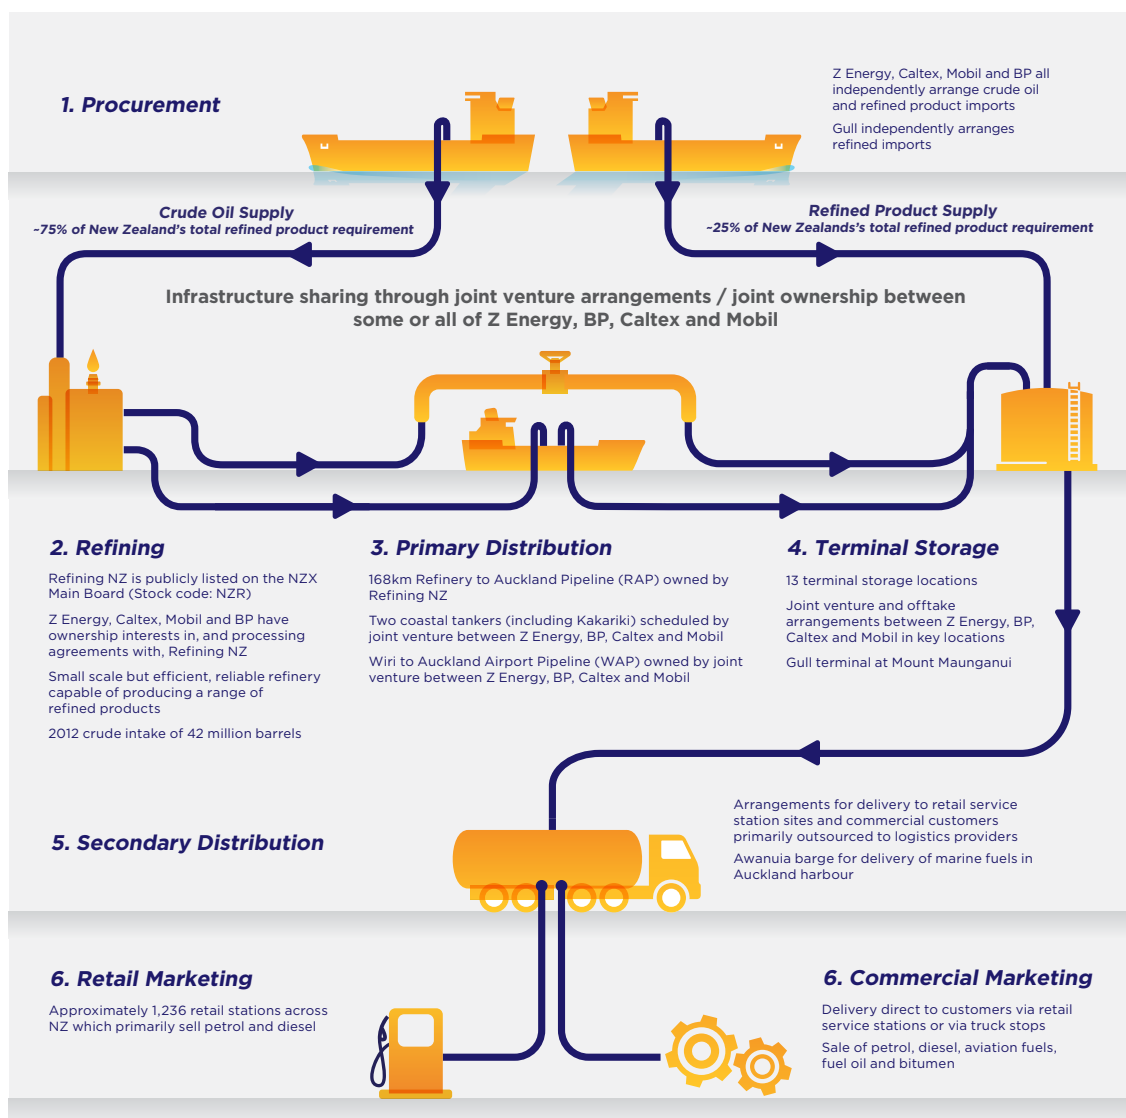 1. Procurement
Z Energy, Caltex, Mobil and BP all
independently arrange crude oil
and refined product imports
Gull independently arranges
refined imports
Crude Oil Supply
~75% of New Zealand's total refined product requirement
Refined Product Supply
~25% of New Zealands's total refined product requirement
Infrastructure sharing through joint venture arrangements / joint ownership between
some or all of Z Energy, BP, Caltex and Mobil
2. Refining
Refining NZ is publicly listed on the NZX
Main Board (Stock code: NZR)
Z Energy, Caltex, Mobil and BP have
ownership interests in, and processing
agreements with, Refining NZ
Small scale but efficient, reliable refinery
capable of producing a range of
refined products
2012 crude intake of 42 million barrels
3. Primary Distribution
168km Refinery to Auckland Pipeline (RAP) owned by
Refining NZ
Two coastal tankers (including Kakariki) scheduled by
joint venture between Z Energy, BP, Caltex and Mobil
Wiri to Auckland Airport Pipeline (WAP) owned by joint
venture between Z Energy, BP, Caltex and Mobil
4. Terminal Storage
13 terminal storage locations
Joint venture and offtake
arrangements between Z Energy, BP,
Caltex and Mobil in key locations
Gull terminal at Mount Maunganui
5. Secondary Distribution
Arrangements for delivery to retail service
station sites and commercial customers
primarily outsourced to logistics providers
Awanuia barge for delivery of marine fuels in
Auckland harbour
6. Retail Marketing
Approximately 1,236 retail stations across
NZ which primarily sell petrol and diesel
6. Commercial Marketing
Delivery direct to customers via retail
service stations or via truck stops
Sale of petrol, diesel, aviation fuels,
fuel oil and bitumen